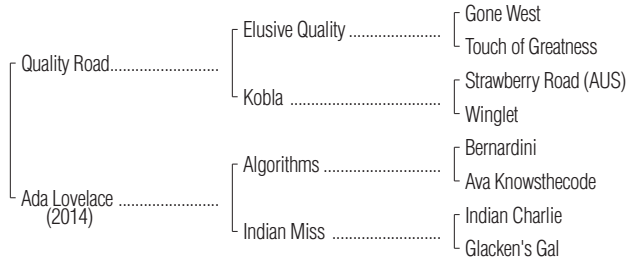 Gone West
Elusive Quality ..................
Touch of Greatness
Quality Road.....................
Strawberry Road (AUS)
Kobla ..............................
Winglet
Bernardini
Algorithms .......................
Ava Knowsthecode
Ada Lovelace ...................
(2014)
Indian Charlie
Indian Miss .....................
Glacken's Gal